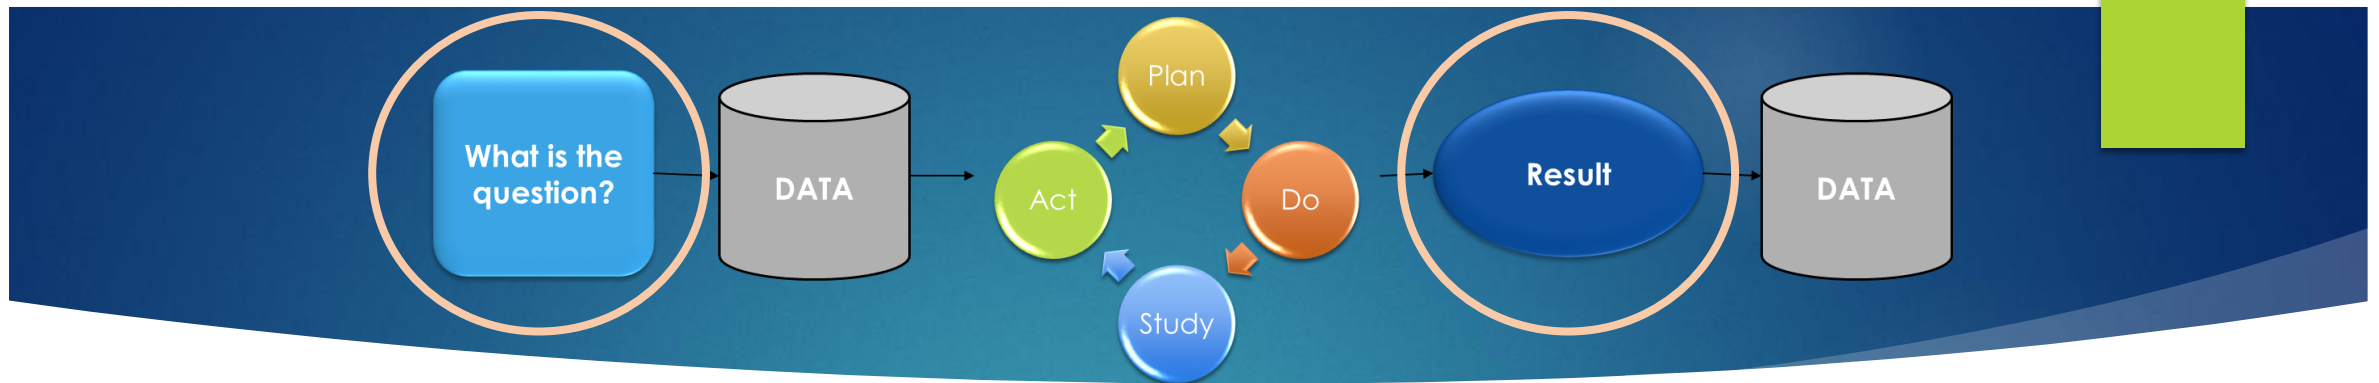 What is the
question?
DATA
Plan
Do
Study
Act
Result
DATA